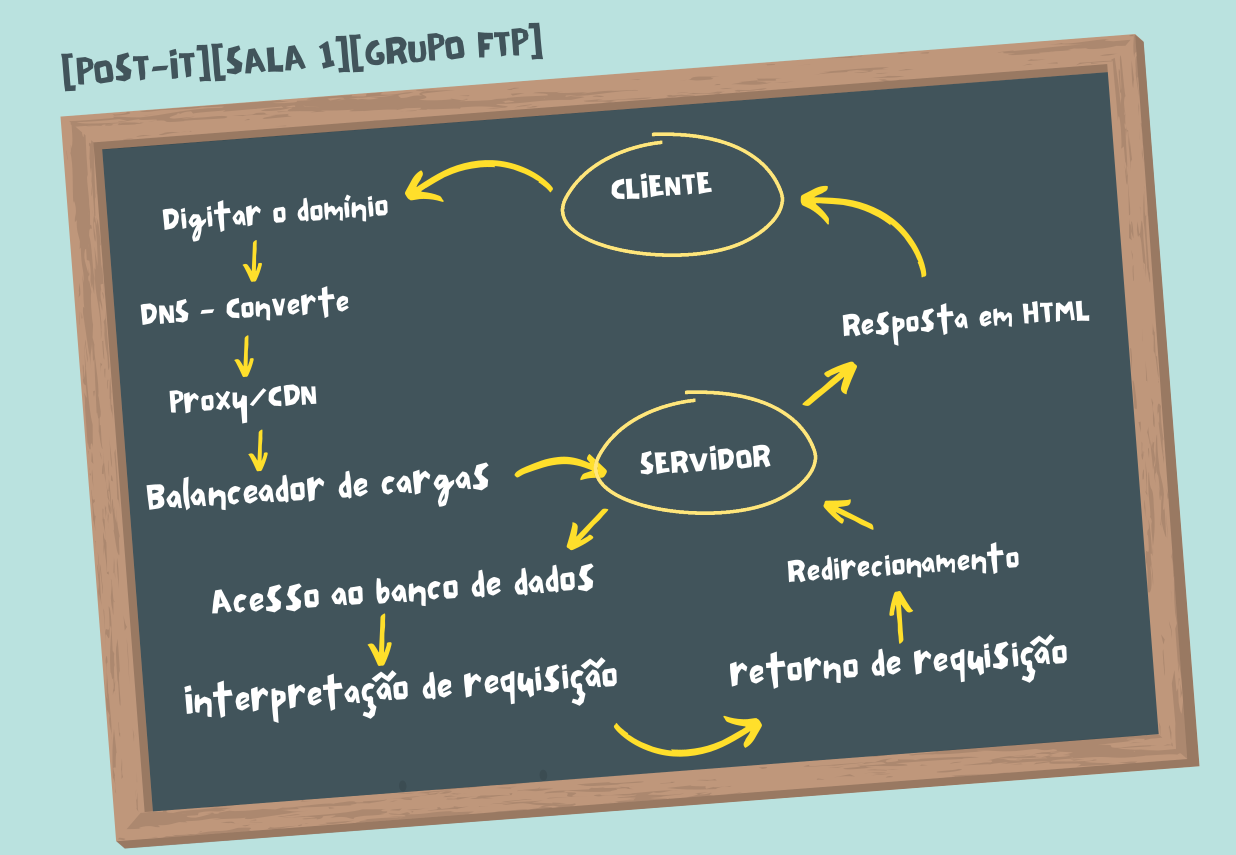 [POST-IT][SALA 1][GRUPO FTP]
CLIENTE
Digitar o domínio
DNS - Converte
Proxy/CDN
Balanceador de cargas
SERVIDOR
Resposta em HTML
Acesso ao banco de dados
interpretação de requisição
retorno de requisição
Redirecionamento